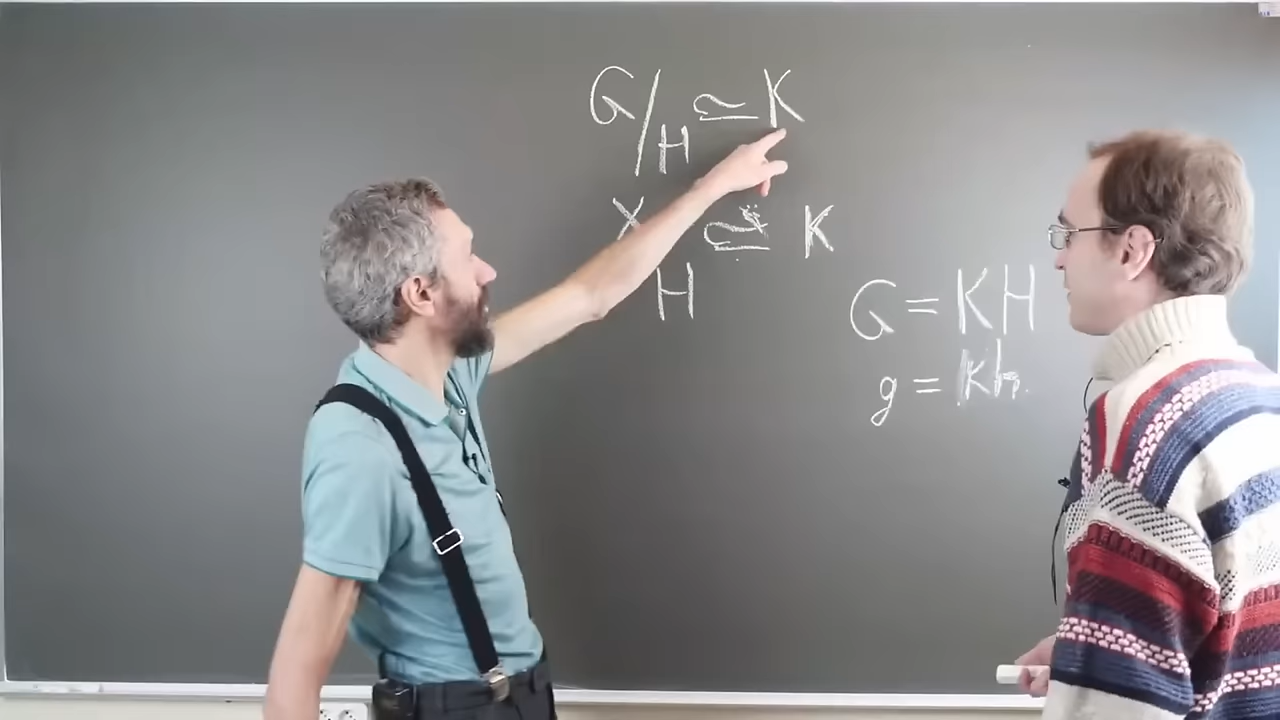 G/H ≃ K
X ≃ K
H
G = KH
g = kh